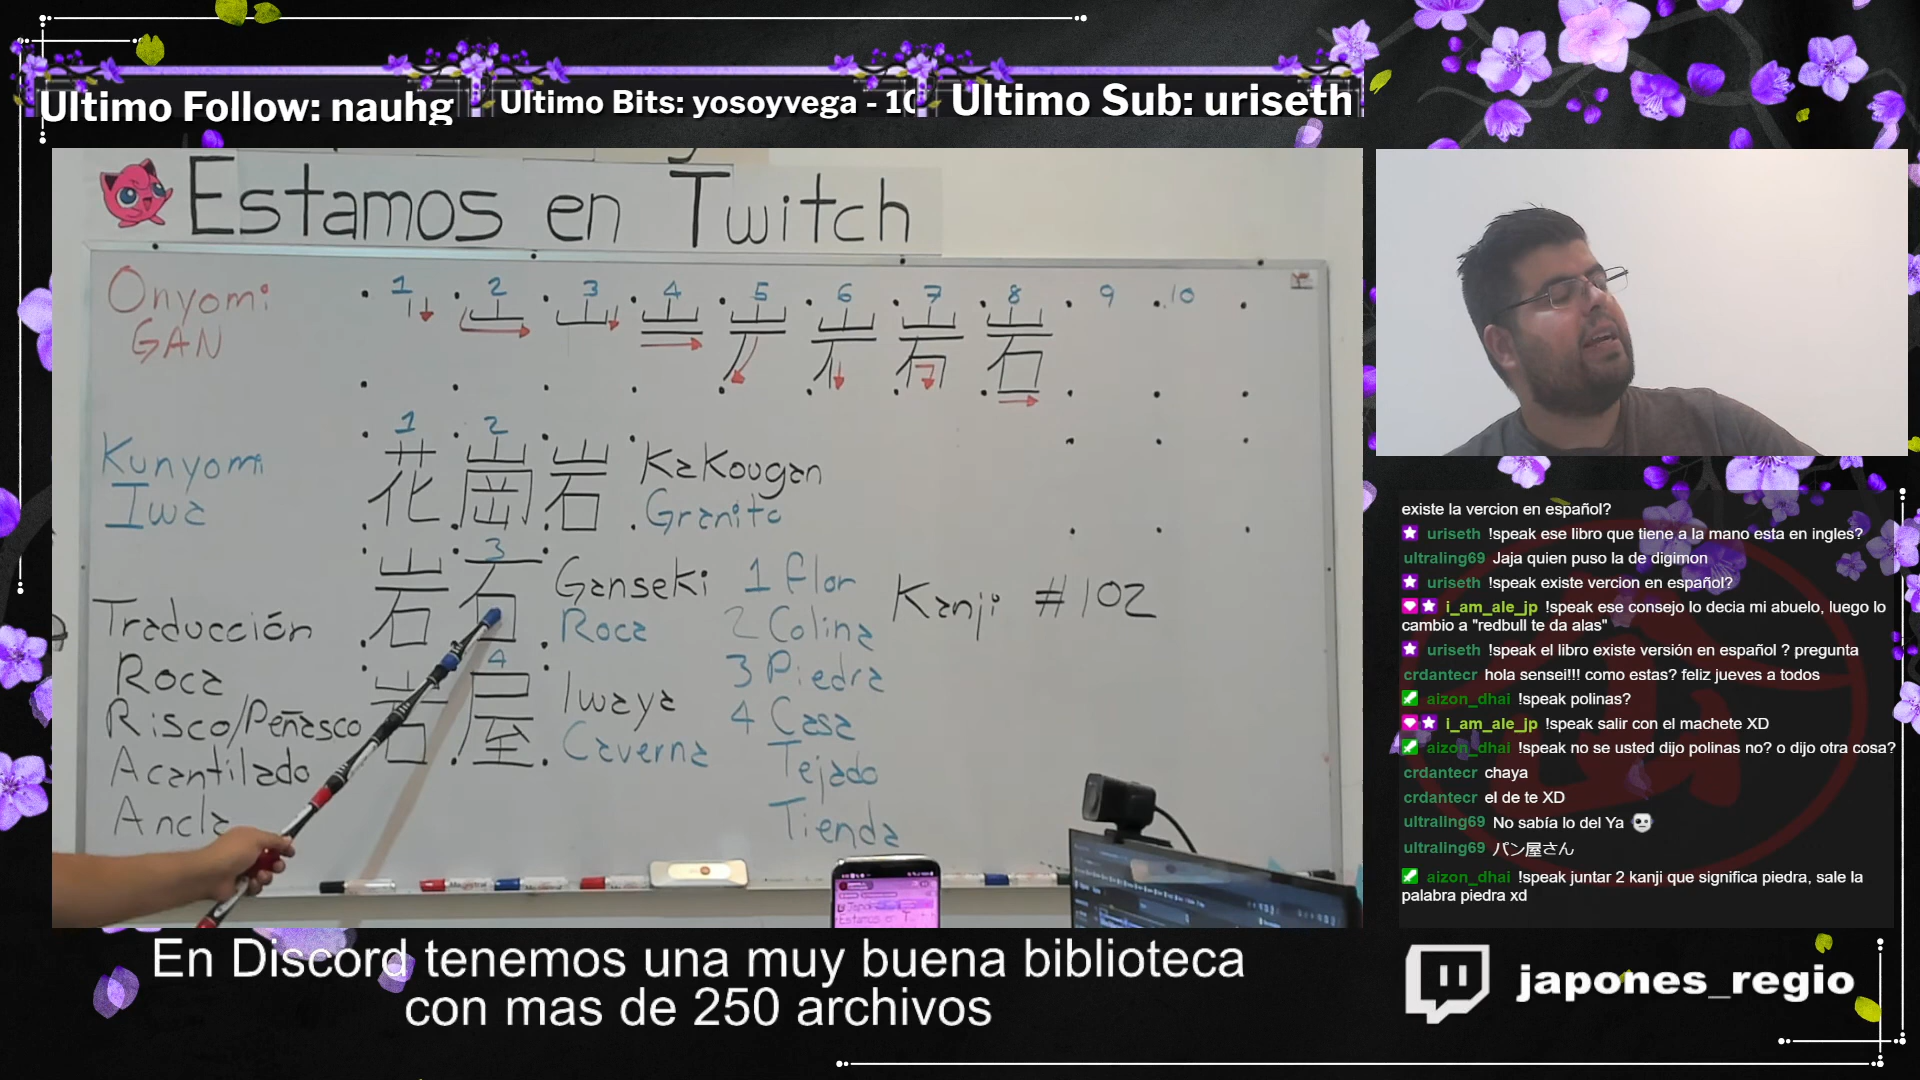 Ultimo Follow: nauhg
Ultimo Bits: yosoyvega - 10
Ultimo Sub: uriseth
Estamos en Twitch
Onyomi
GAN
1 2 3 4 5 6 7 8 9 10
Kunyomi
Iwa
1 2
花岡岩 Kakougan
Granito
3
岩石 Ganseki
Roca
4
岩屋 Iwaya
Caverna
Traducción
Roca
Risco/Peñasco
Acantilado
Ancla
1 Flor
2 Colina
3 Piedra
4 Casa
Tejado
Tienda
Kanji #102
existe la vercion en español?
uriseth !speak ese libro que tiene a la mano esta en ingles?
ultraling69 Jaja quien puso la de digimon
uriseth !speak existe vercion en español?
i_am_ale_jp !speak ese consejo lo decia mi abuelo, luego lo
cambio a "redbull te da alas"
uriseth !speak el libro existe versión en español ? pregunta
crdantecr hola sensei!!! como estas? feliz jueves a todos
aizon_dhai !speak polinas?
i_am_ale_jp !speak salir con el machete XD
aizon_dhai !speak no se usted dijo polinas no? o dijo otra cosa?
crdantecr chaya
crdantecr el de te XD
ultraling69 No sabía lo del Ya
ultraling69 パン屋さん
aizon_dhai !speak juntar 2 kanji que significa piedra, sale la
palabra piedra xd
En Discord tenemos una muy buena biblioteca
con mas de 250 archivos
japones_regio